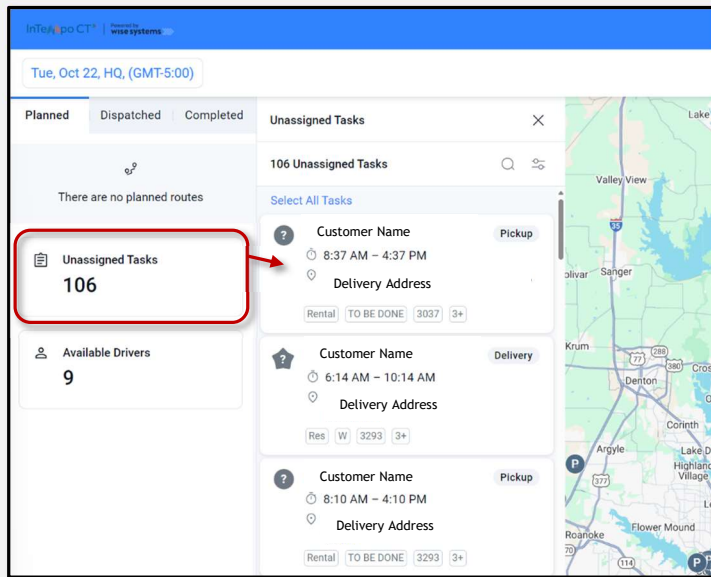 InTempo CT
Powered by
wise systems
Tue, Oct 22, HQ, (GMT-5:00)
Planned
Dispatched
Completed
There are no planned routes
Unassigned Tasks
106
Available Drivers
9
Unassigned Tasks
106 Unassigned Tasks
Select All Tasks
?
Customer Name
Pickup
8:37 AM – 4:37 PM
Delivery Address
Rental TO BE DONE 3037 3+
?
Customer Name
Delivery
6:14 AM – 10:14 AM
Delivery Address
Res W 3293 3+
?
Customer Name
Pickup
8:10 AM – 4:10 PM
Delivery Address
Rental TO BE DONE 3293 3+
Lake
Valley View
35
olivar
Sanger
Krum
77
288
380
Cros
Denton
Corinth
Argyle
Lake D
Highland
Village
P
377
Flower Mound
Roanoke
114
P